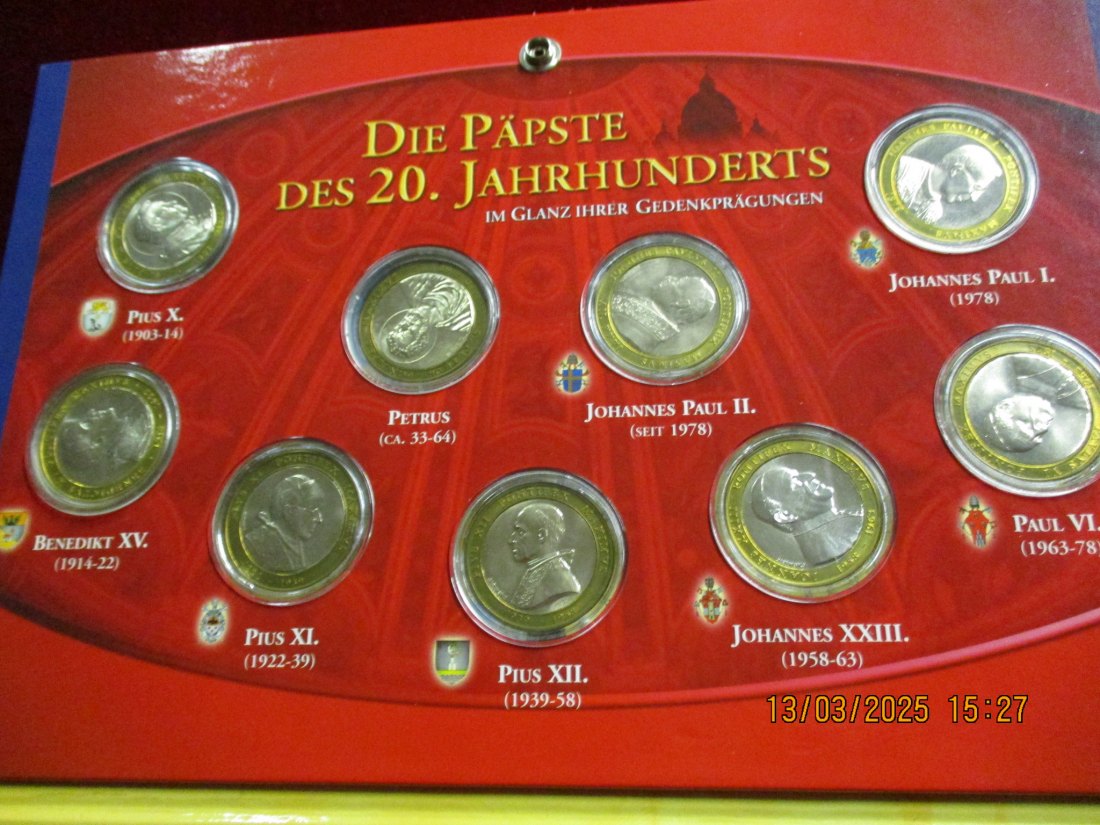 DIE PÄPSTE
DES 20. JAHRHUNDERTS
IM GLANZ IHRER GEDENKPRÄGUNGEN
JOHANNES PAUL I.
(1978)
PIUS X.
(1903-14)
PETRUS
(CA. 33-64)
JOHANNES PAUL II.
(SEIT 1978)
BENEDIKT XV.
(1914-22)
PAUL VI.
(1963-78)
PIUS XI.
(1922-39)
JOHANNES XXIII.
(1958-63)
PIUS XII.
(1939-58)
13/03/2025 15:27